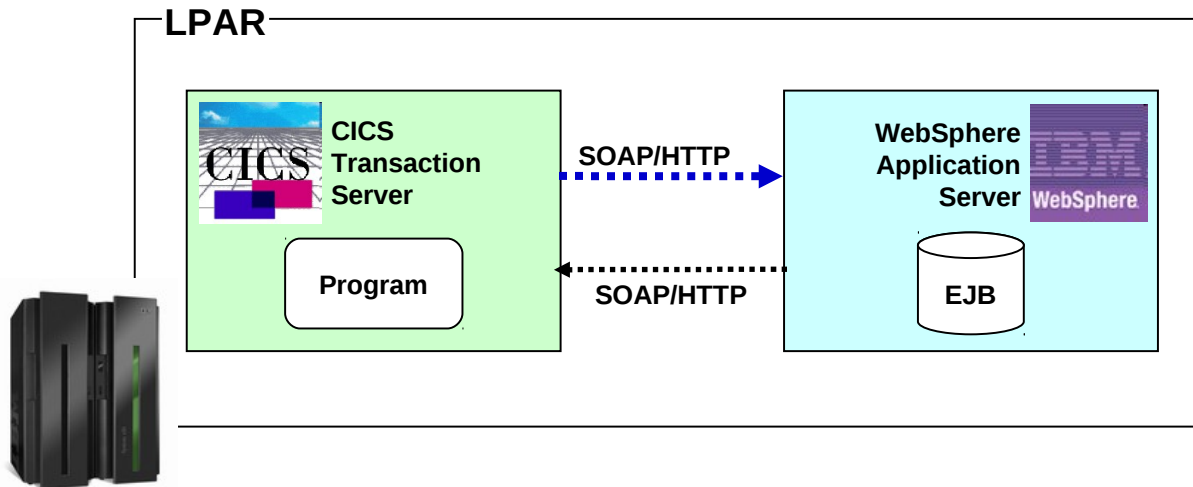 LPAR
CICS
CICS
Transaction
Server
SOAP/HTTP
WebSphere
Application
Server
IBM
WebSphere
Program
SOAP/HTTP
EJB